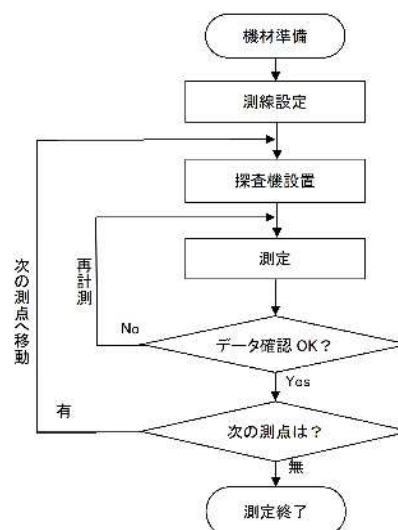 機材準備
測線設定
探査機設置
測定
再計測
次の測点へ移動
No
データ確認 OK？
Yes
有
次の測点は？
無
測定終了